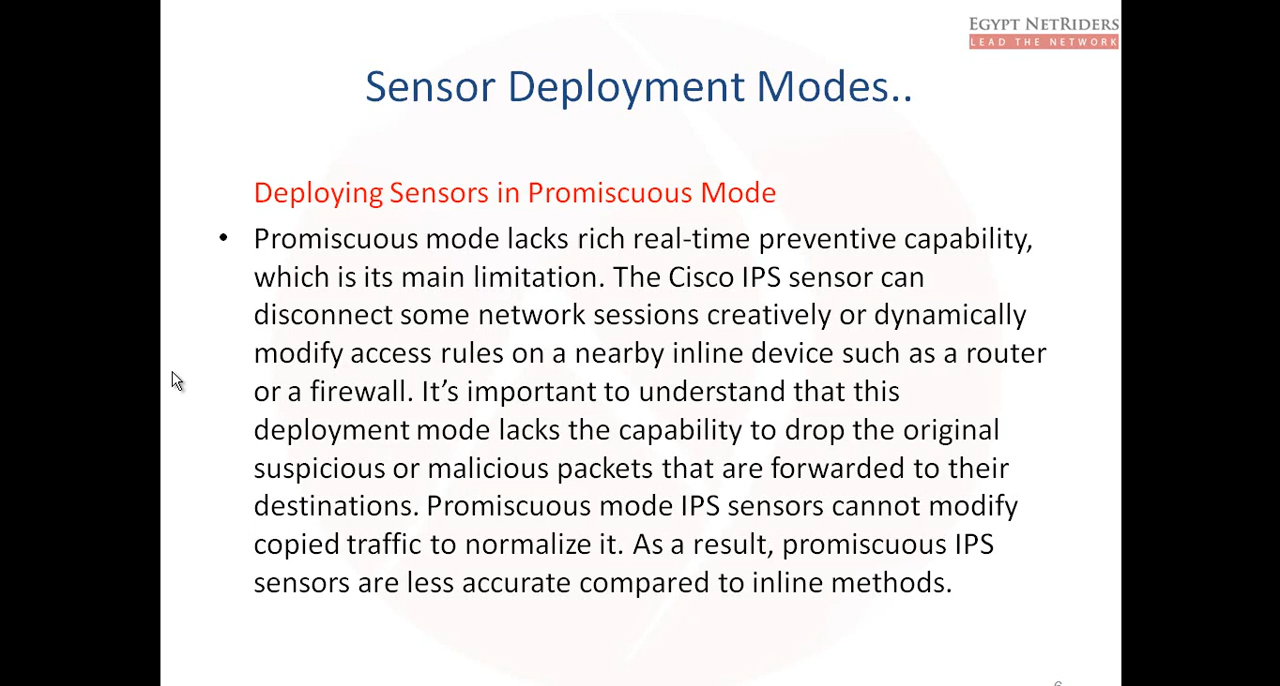 EGYPT NETRIDERS
LEAD THE NETWORK
Sensor Deployment Modes..
Deploying Sensors in Promiscuous Mode
• Promiscuous mode lacks rich real-time preventive capability,
which is its main limitation. The Cisco IPS sensor can
disconnect some network sessions creatively or dynamically
modify access rules on a nearby inline device such as a router
or a firewall. It’s important to understand that this
deployment mode lacks the capability to drop the original
suspicious or malicious packets that are forwarded to their
destinations. Promiscuous mode IPS sensors cannot modify
copied traffic to normalize it. As a result, promiscuous IPS
sensors are less accurate compared to inline methods.